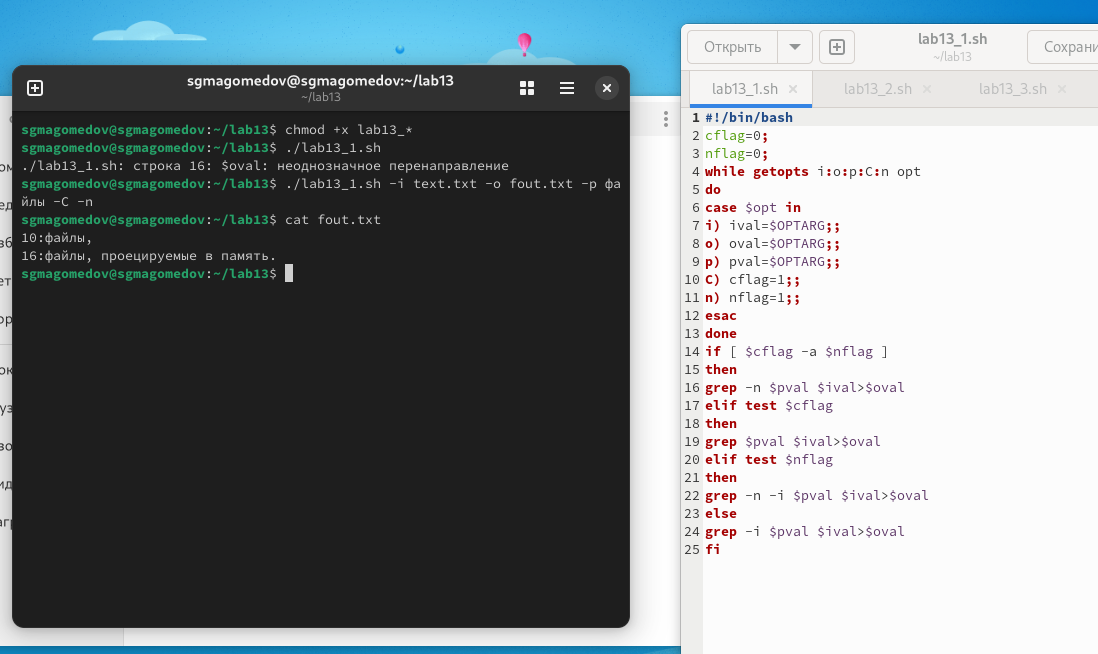 sgmagomedov@sgmagomedov:~/lab13
~/lab13
sgmagomedov@sgmagomedov:~/lab13$ chmod +x lab13_*
sgmagomedov@sgmagomedov:~/lab13$ ./lab13_1.sh
./lab13_1.sh: строка 16: $oval: неоднозначное перенаправление
sgmagomedov@sgmagomedov:~/lab13$ ./lab13_1.sh -i text.txt -o fout.txt -p фа
йлы -C -n
sgmagomedov@sgmagomedov:~/lab13$ cat fout.txt
10:файлы,
16:файлы, проецируемые в память.
sgmagomedov@sgmagomedov:~/lab13$
Открыть
lab13_1.sh
~/lab13
Сохрани
lab13_1.sh × lab13_2.sh × lab13_3.sh ×
1 #!/bin/bash
2 cflag=0;
3 nflag=0;
4 while getopts i:o:p:C:n opt
5 do
6 case $opt in
7 i) ival=$OPTARG;;
8 o) oval=$OPTARG;;
9 p) pval=$OPTARG;;
10 C) cflag=1;;
11 n) nflag=1;;
12 esac
13 done
14 if [ $cflag -a $nflag ]
15 then
16 grep -n $pval $ival>$oval
17 elif test $cflag
18 then
19 grep $pval $ival>$oval
20 elif test $nflag
21 then
22 grep -n -i $pval $ival>$oval
23 else
24 grep -i $pval $ival>$oval
25 fi